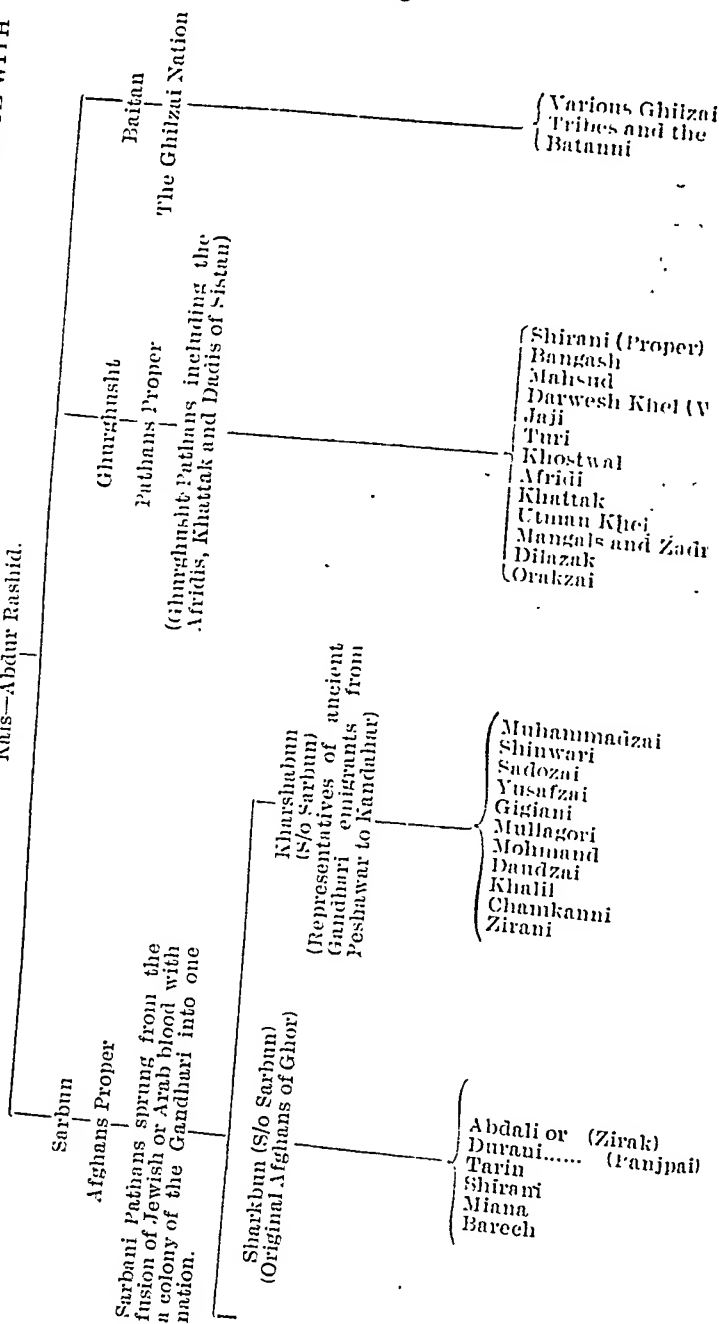 WITH
Kais—Abdur Rashid.
Sarbun
Afghans Proper
Sarbani Pathans sprung from the
fusion of Jewish or Arab blood with
a colony of the Gandhari into one
nation.
Sharkbun (S/o Sarbun)
(Original Afghans of Ghor)
Abdali or (Zirak)
Durani...... (Panjpai)
Tarin
Shirani
Miana
Barech
Kharshabun
(S/o Sarbun)
(Representatives of ancient
Gandhari emigrants from
Peshawar to Kandahar)
Muhammadzai
Shinwari
Sadozai
Yusafzai
Gigiani
Mullagori
Mohmand
Daudzai
Khalil
Chamkanni
Zirani
Ghurghusht
Pathans Proper
(Ghurghusht Pathans including the
Afridis, Khattak and Dadis of Sistan)
Shirani (Proper)
Bangash
Mahsud
Darwesh Khel
Jaji
Turi
Khostwal
Afridi
Khattak
Utman Khel
Mangals and Zadr
Dilazak
Orakzai
Baitan
The Ghilzai Nation
Various Ghilzai
Tribes and the
Batanni